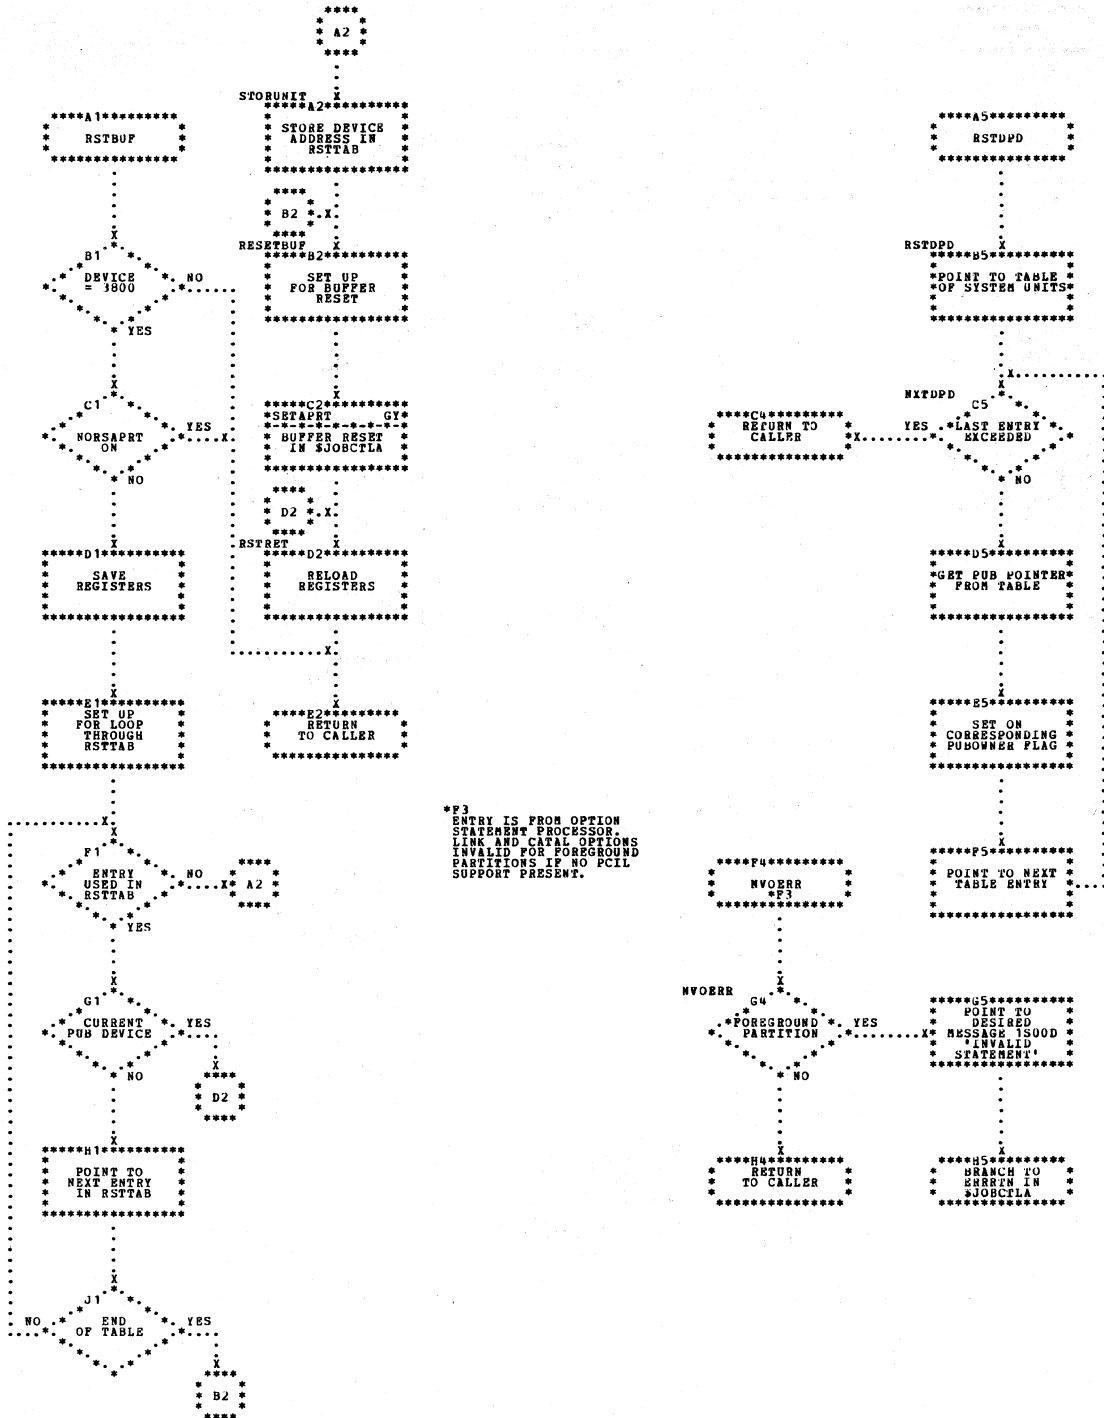 A2
STORUNIT
A2
STORE DEVICE
ADDRESS IN
RSTTAB
A1
RSTBUF
B2
RESETBUF
B2
SET UP
FOR BUFFER
RESET
B1
DEVICE
= 3800
NO
YES
C1
NORSAPRT
ON
YES
NO
C2
SETAPRT GY
BUFFER RESET
IN $JOBCTLA
D2
RSTRET
D2
RELOAD
REGISTERS
D1
SAVE
REGISTERS
E1
SET UP
FOR LOOP
THROUGH
RSTTAB
E2
RETURN
TO CALLER
F1
ENTRY
USED IN
RSTTAB
NO
A2
YES
G1
CURRENT
PUB DEVICE
YES
NO
D2
H1
POINT TO
NEXT ENTRY
IN RSTTAB
J1
END
OF TABLE
NO
YES
B2
*F3
ENTRY IS FROM OPTION
STATEMENT PROCESSOR.
LINK AND CATAL OPTIONS
INVALID FOR FOREGROUND
PARTITIONS IF NO PCIL
SUPPORT PRESENT.
A5
RSTDPD
RSTDPD
B5
POINT TO TABLE
OF SYSTEM UNITS
NXTDPD
C5
LAST ENTRY
EXCEEDED
YES
NO
C4
RETURN TO
CALLER
D5
GET PUB POINTER
FROM TABLE
E5
SET ON
CORRESPONDING
PUBOWNER FLAG
F5
POINT TO NEXT
TABLE ENTRY
F4
NVOERR
*F3
NVOERR
G4
FOREGROUND
PARTITION
YES
NO
G5
POINT TO
DESIRED
MESSAGE 1S00D
'INVALID
STATEMENT'
H4
RETURN
TO CALLER
H5
BRANCH TO
ERRRTN IN
$JOBCTLA